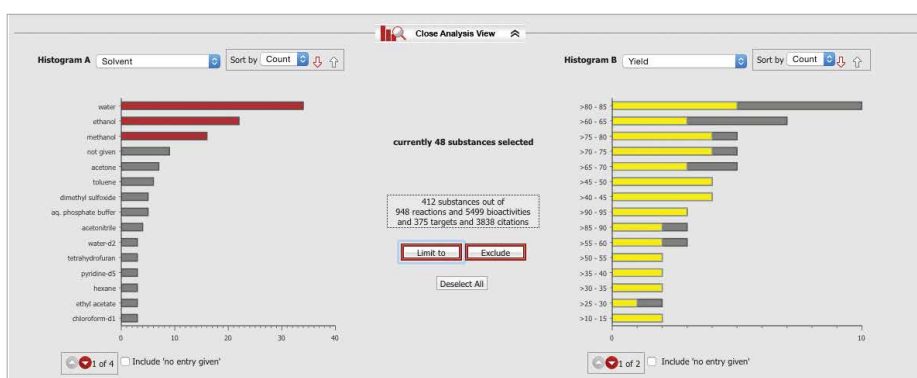 Close Analysis View
Histogram A Solvent Sort by Count
Histogram B Yield Sort by Count
water
ethanol
methanol
not given
acetone
toluene
dimethyl sulfoxide
aq. phosphate buffer
acetonitrile
water-d2
tetrahydrofuran
pyridine-d5
hexane
ethyl acetate
chloroform-d1
0 10 20 30 40
1 of 4 Include 'no entry given'
currently 48 substances selected
412 substances out of
948 reactions and 5499 bioactivities
and 375 targets and 3838 citations
Limit to Exclude
Deselect All
>80 - 85
>60 - 65
>75 - 80
>70 - 75
>65 - 70
>45 - 50
>40 - 45
>90 - 95
>85 - 90
>55 - 60
>50 - 55
>35 - 40
>30 - 35
>25 - 30
>10 - 15
0 10
1 of 2 Include 'no entry given'